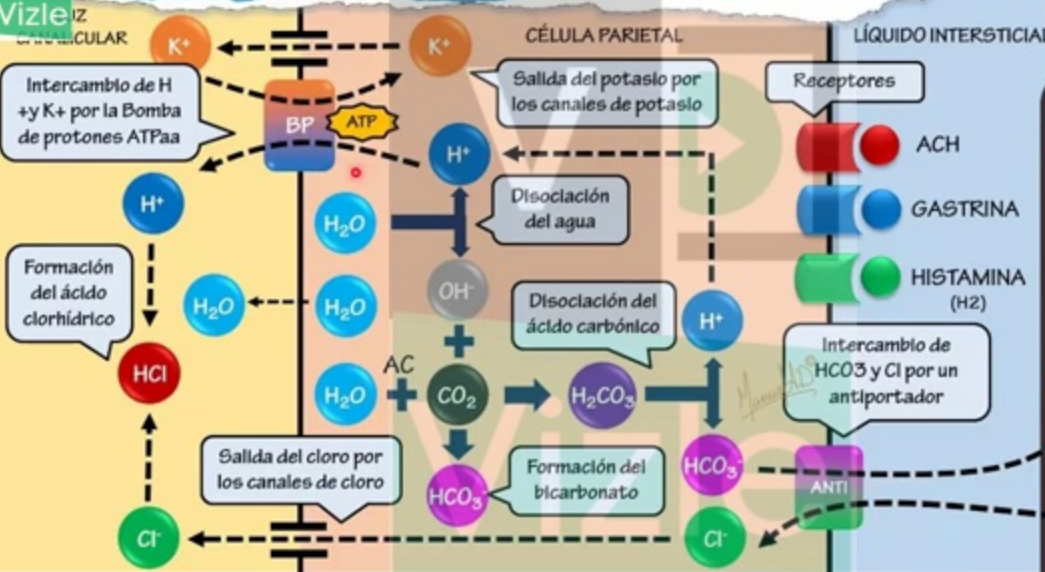 Vizle
CANALICULAR
K+
K+
CÉLULA PARIETAL
LÍQUIDO INTERSTICIAL
Intercambio de H
+y K+ por la Bomba
de protones ATPaa
BP
ATP
Salida del potasio por
los canales de potasio
Receptores
ACH
GASTRINA
HISTAMINA
(H2)
H+
H+
H2O
Disociación
del agua
Formación
del ácido
clorhídrico
H2O
H2O
OH-
Disociación del
ácido carbónico
H+
HCl
AC
H2O
CO2
H2CO3
Intercambio de
HCO3 y Cl por un
antiportador
Salida del cloro por
los canales de cloro
HCO3-
Formación del
bicarbonato
HCO3-
ANTI
Cl-
Cl-
Vizle